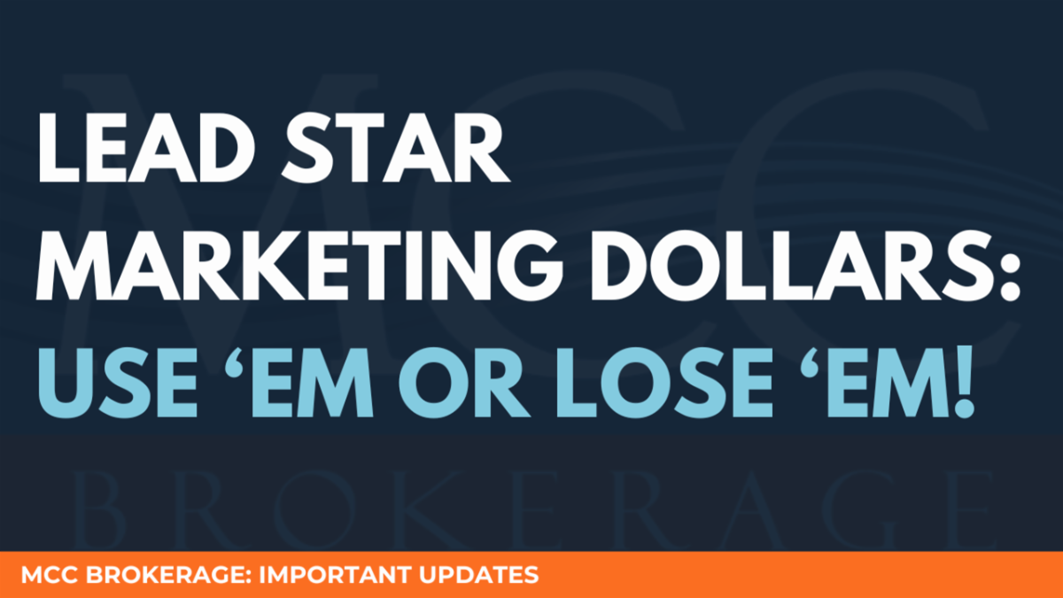 LEAD STAR
MARKETING DOLLARS:
USE ‘EM OR LOSE ‘EM!
MCC
BROKERAGE
MCC BROKERAGE: IMPORTANT UPDATES